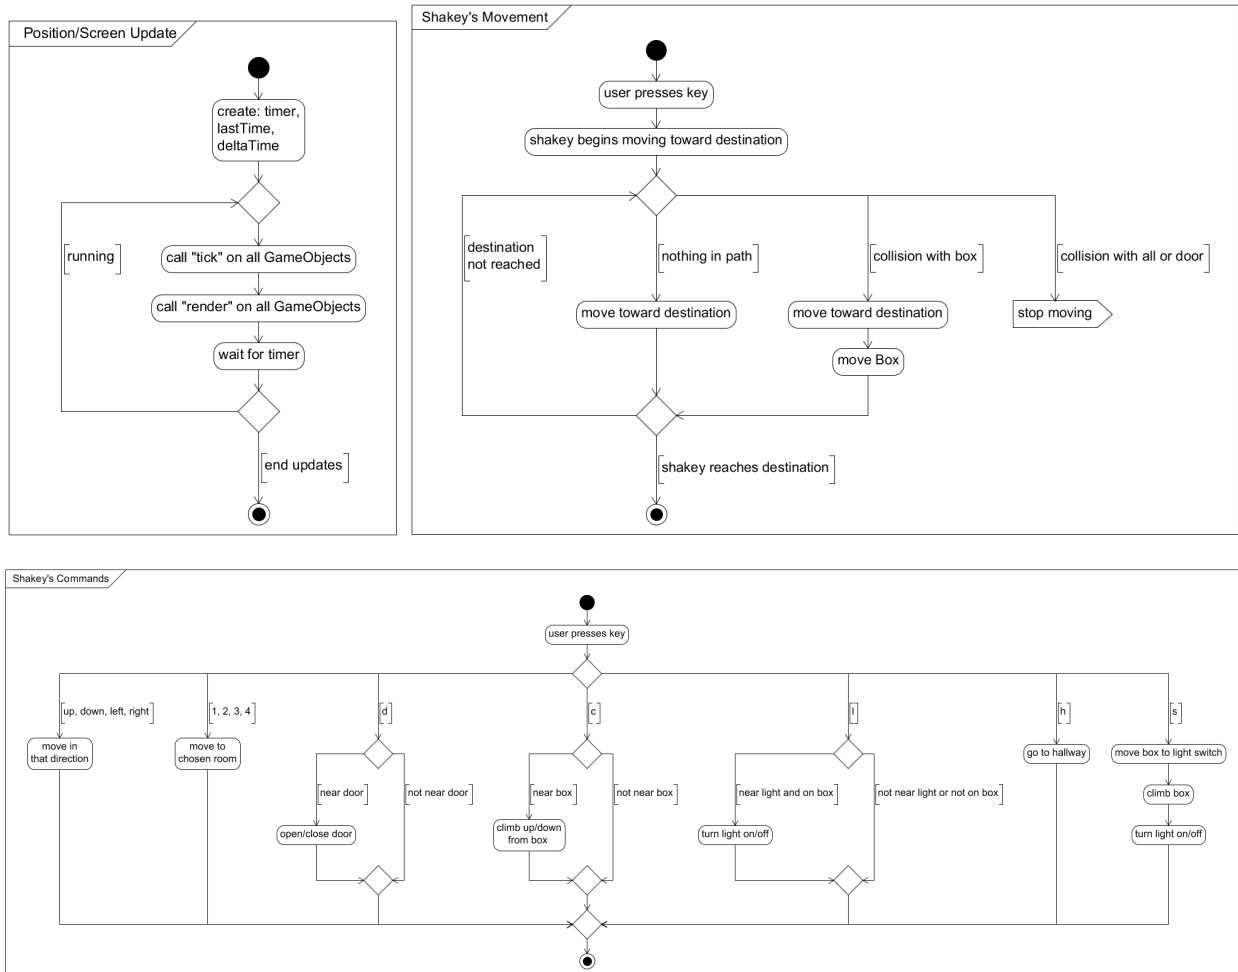 Position/Screen Update
create: timer,
lastTime,
deltaTime
[running]
call "tick" on all GameObjects
call "render" on all GameObjects
wait for timer
[end updates]
Shakey's Movement
user presses key
shakey begins moving toward destination
[destination
not reached]
[nothing in path]
[collision with box]
[collision with all or door]
move toward destination
move toward destination
stop moving
move Box
[shakey reaches destination]
Shakey's Commands
user presses key
[up, down, left, right]
[1, 2, 3, 4]
[d]
[c]
[l]
[h]
[s]
move in
that direction
move to
chosen room
go to hallway
move box to light switch
[near door]
[not near door]
[near box]
[not near box]
[near light and on box]
[not near light or not on box]
climb box
open/close door
climb up/down
from box
turn light on/off
turn light on/off